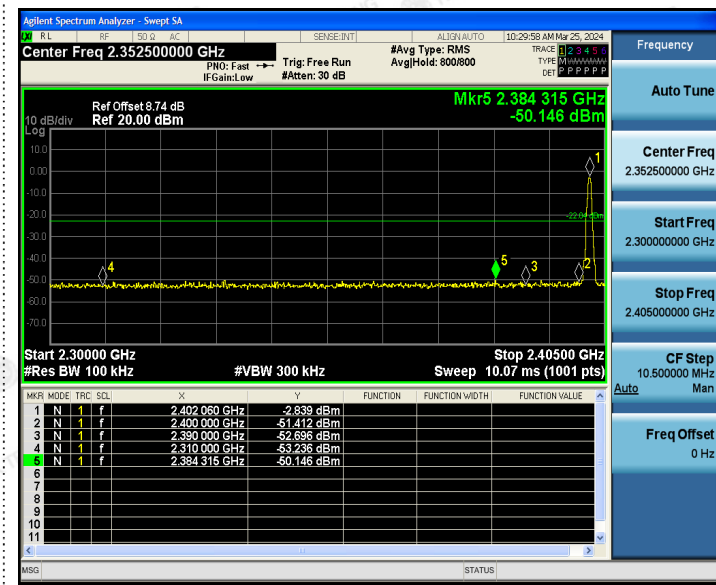 Agilent Spectrum Analyzer - Swept SA
LXI RL RF 50 Ω AC SENSE:INT ALIGN AUTO 10:29:58 AM Mar 25, 2024
Center Freq 2.352500000 GHz
PNO: Fast
IFGain:Low
Trig: Free Run
#Atten: 30 dB
#Avg Type: RMS
Avg|Hold: 800/800
TRACE 1 2 3 4 5 6
TYPE M
DET P P P P P P
Ref Offset 8.74 dB
10 dB/div Ref 20.00 dBm
Log
Mkr5 2.384 315 GHz
-50.146 dBm
10.0
0.00
-10.0
-20.0
-30.0
-40.0
-50.0
-60.0
-70.0
1
2
3
4
5
Start 2.30000 GHz Stop 2.40500 GHz
#Res BW 100 kHz #VBW 300 kHz Sweep 10.07 ms (1001 pts)
MKR MODE TRC SCL X Y FUNCTION FUNCTION WIDTH FUNCTION VALUE
1 N 1 f 2.402 060 GHz -2.839 dBm
2 N 1 f 2.400 000 GHz -51.412 dBm
3 N 1 f 2.390 000 GHz -52.696 dBm
4 N 1 f 2.310 000 GHz -53.236 dBm
5 N 1 f 2.384 315 GHz -50.146 dBm
6
7
8
9
10
11
MSG STATUS
Frequency
Auto Tune
Center Freq
2.352500000 GHz
Start Freq
2.300000000 GHz
Stop Freq
2.405000000 GHz
CF Step
10.500000 MHz
Auto Man
Freq Offset
0 Hz